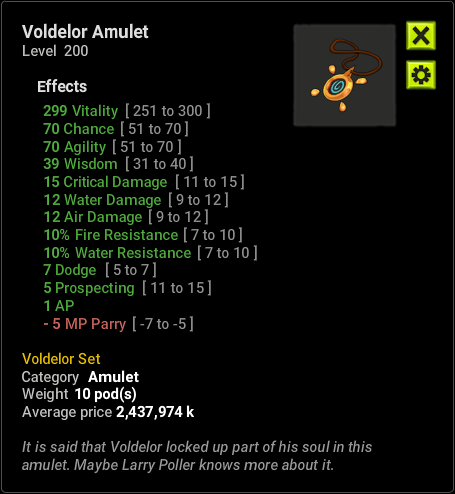 Voldelor Amulet
Level 200
Effects
299 Vitality [ 251 to 300 ]
70 Chance [ 51 to 70 ]
70 Agility [ 51 to 70 ]
39 Wisdom [ 31 to 40 ]
15 Critical Damage [ 11 to 15 ]
12 Water Damage [ 9 to 12 ]
12 Air Damage [ 9 to 12 ]
10% Fire Resistance [ 7 to 10 ]
10% Water Resistance [ 7 to 10 ]
7 Dodge [ 5 to 7 ]
5 Prospecting [ 11 to 15 ]
1 AP
- 5 MP Parry [ -7 to -5 ]
Voldelor Set
Category Amulet
Weight 10 pod(s)
Average price 2,437,974 k
It is said that Voldelor locked up part of his soul in this
amulet. Maybe Larry Poller knows more about it.